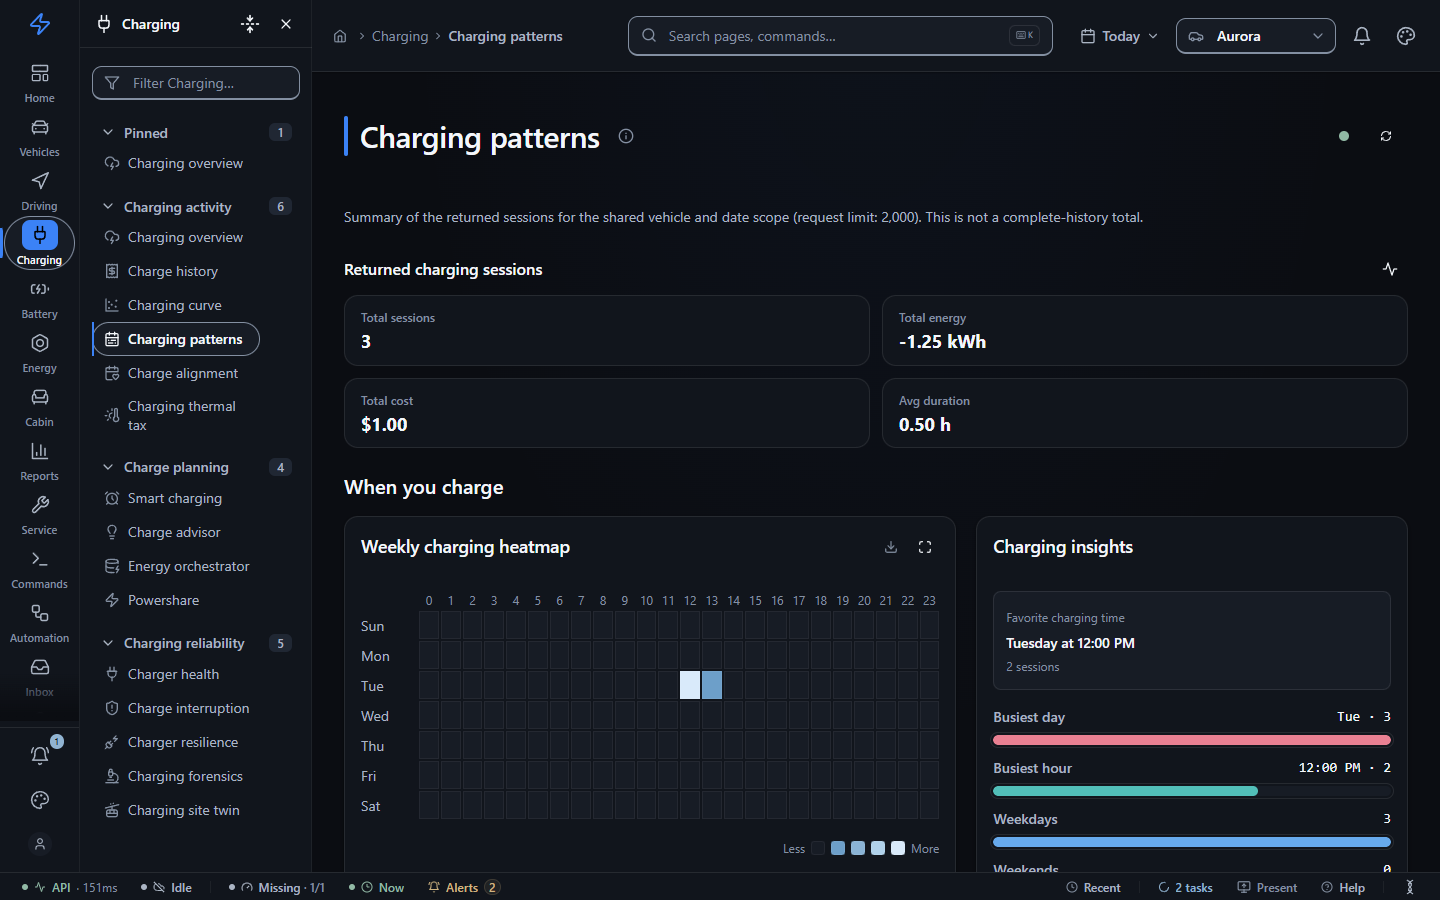 Home
Vehicles
Driving
Charging
Battery
Energy
Cabin
Reports
Service
Commands
Automation
Inbox
1
Charging
Filter Charging...
Pinned 1
Charging overview
Charging activity 6
Charging overview
Charge history
Charging curve
Charging patterns
Charge alignment
Charging thermal
tax
Charge planning 4
Smart charging
Charge advisor
Energy orchestrator
Powershare
Charging reliability 5
Charger health
Charge interruption
Charger resilience
Charging forensics
Charging site twin
Charging Charging patterns
Search pages, commands... K
Today
Aurora
Charging patterns
Summary of the returned sessions for the shared vehicle and date scope (request limit: 2,000). This is not a complete-history total.
Returned charging sessions
Total sessions
3
Total energy
-1.25 kWh
Total cost
$1.00
Avg duration
0.50 h
When you charge
Weekly charging heatmap
0 1 2 3 4 5 6 7 8 9 10 11 12 13 14 15 16 17 18 19 20 21 22 23
Sun
Mon
Tue
Wed
Thu
Fri
Sat
Less More
Charging insights
Favorite charging time
Tuesday at 12:00 PM
2 sessions
Busiest day Tue · 3
Busiest hour 12:00 PM · 2
Weekdays 3
Weekends 0
API · 151ms Idle Missing · 1/1 Now Alerts 2 Recent 2 tasks Present Help